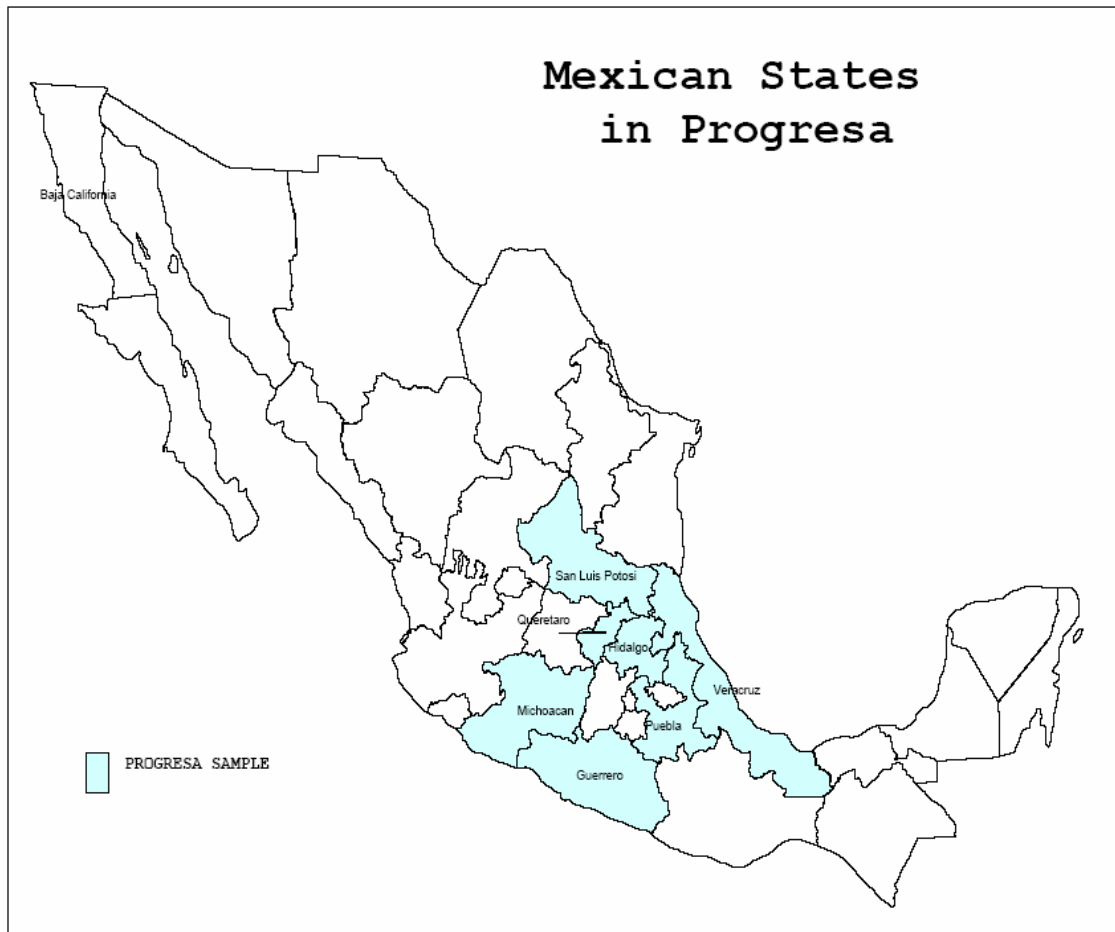 Mexican States
in Progresa
Baja California
San Luis Potosi
Queretaro
Hidalgo
Veracruz
Michoacan
Puebla
PROGRESA SAMPLE
Guerrero